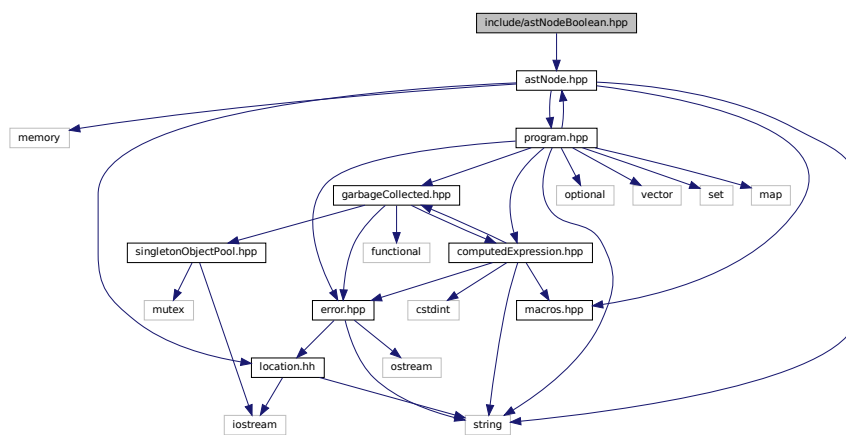 include/astNodeBoolean.hpp
astNode.hpp
memory
program.hpp
garbageCollected.hpp
optional
vector
set
map
singletonObjectPool.hpp
functional
computedExpression.hpp
mutex
error.hpp
cstdint
macros.hpp
location.hh
ostream
iostream
string